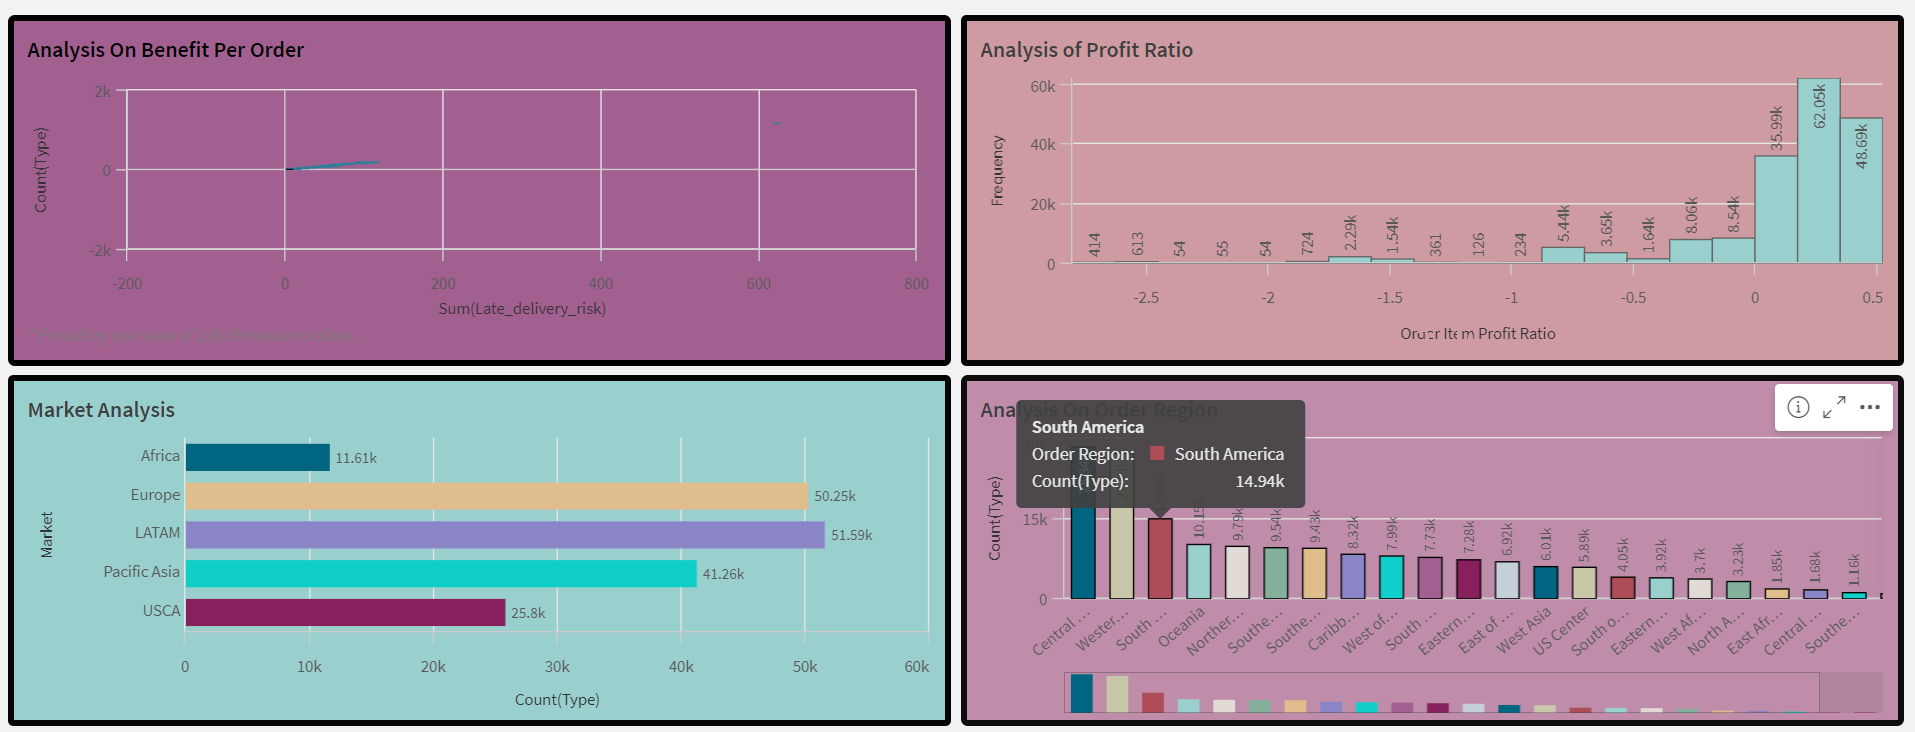 Analysis On Benefit Per Order
Count(Type)
2k
0
-2k
-200 0 200 400 600 800
Sum(Late_delivery_risk)
Analysis of Profit Ratio
Frequency
60k
40k
20k
0
414 613 54 55 54 724 2.29k 1.54k 361 126 234 5.44k 3.65k 1.64k 8.06k 8.54k 35.99k 62.05k 48.69k
-2.5 -2 -1.5 -1 -0.5 0 0.5
Item Profit Ratio
Market Analysis
Market
Africa 11.61k
Europe 50.25k
LATAM 51.59k
Pacific Asia 41.26k
USCA 25.8k
0 10k 20k 30k 40k 50k 60k
Count(Type)
Analysis On Order Region
South America
Order Region: South America
Count(Type): 14.94k
Count(Type)
15k
0
9.79k 9.54k 9.43k 8.32k 7.99k 7.73k 7.28k 6.92k 6.01k 5.89k 4.05k 3.92k 3.7k 3.23k 1.85k 1.68k 1.16k
Central ... Wester... South ... Oceania Norther... Southe... Southe... Caribb... West of... South ... Eastern... East of ... West Asia US Center South o... Eastern... West Af... North A... East Afr... Central ... Southe...